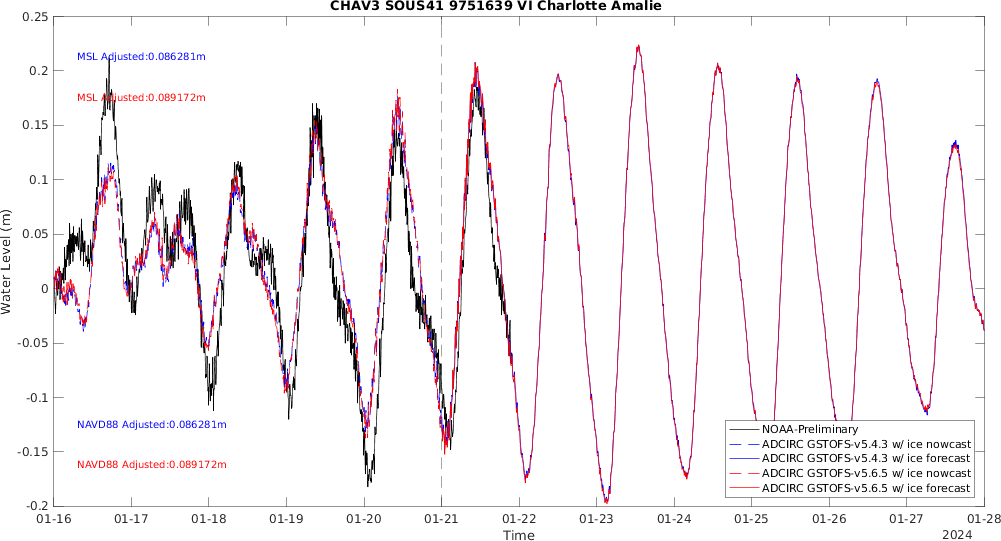 CHAV3 SOUS41 9751639 VI Charlotte Amalie
0.25
0.2
0.15
0.1
0.05
0
-0.05
-0.1
-0.15
-0.2
Water Level (m)
MSL Adjusted:0.086281m
MSL Adjusted:0.089172m
NAVD88 Adjusted:0.086281m
NAVD88 Adjusted:0.089172m
NOAA-Preliminary
ADCIRC GSTOFS-v5.4.3 w/ ice nowcast
ADCIRC GSTOFS-v5.4.3 w/ ice forecast
ADCIRC GSTOFS-v5.6.5 w/ ice nowcast
ADCIRC GSTOFS-v5.6.5 w/ ice forecast
01-16 01-17 01-18 01-19 01-20 01-21 01-22 01-23 01-24 01-25 01-26 01-27 01-28
Time
2024